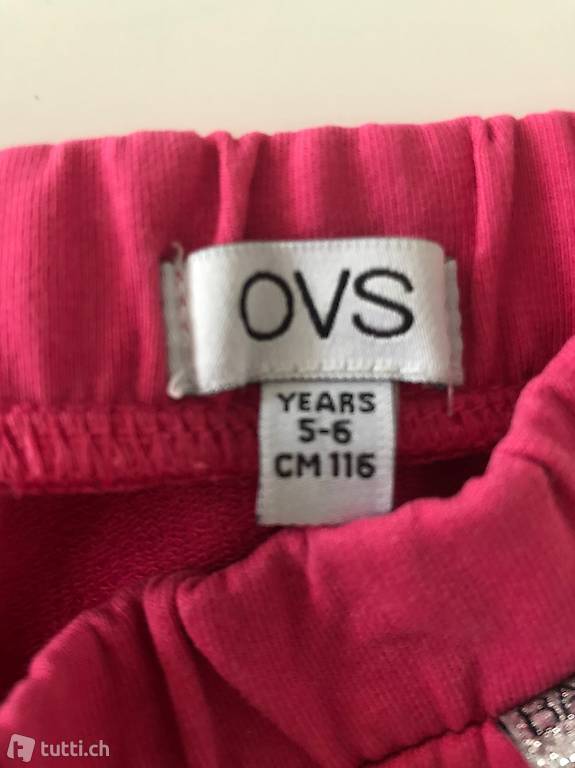 OVS
YEARS
5-6
CM 116
tutti.ch